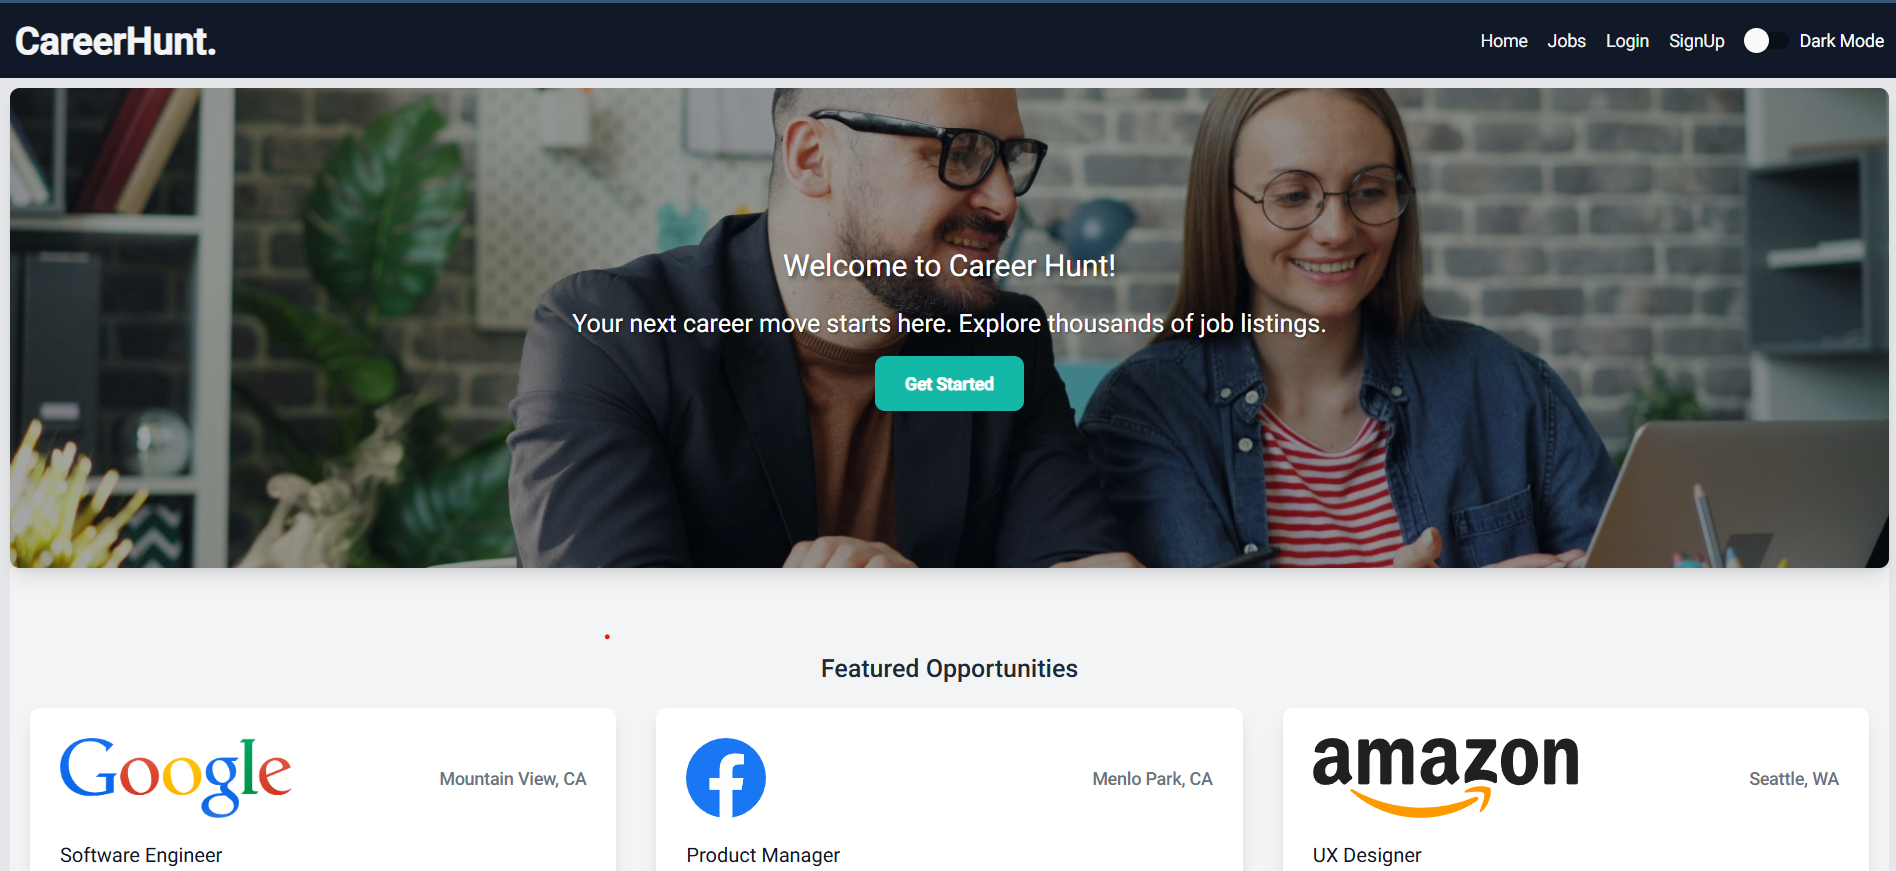 CareerHunt.
Home Jobs Login SignUp Dark Mode
Welcome to Career Hunt!
Your next career move starts here. Explore thousands of job listings.
Get Started
Featured Opportunities
Google
Mountain View, CA
Software Engineer
f
Menlo Park, CA
Product Manager
amazon
Seattle, WA
UX Designer